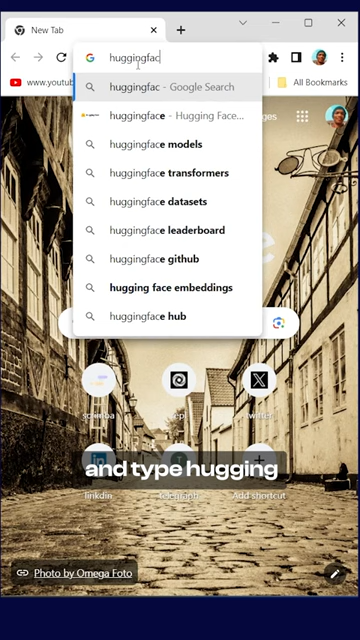 New Tab
huggingfac
www.youtub
All Bookmarks
huggingfac - Google Search
huggingface - Hugging Face...
ges
huggingface models
huggingface transformers
huggingface datasets
huggingface leaderboard
huggingface github
hugging face embeddings
huggingface hub
e
twitter
and type hugging
linkdin
Telegraph
Add shortcut
Photo by Omega Foto